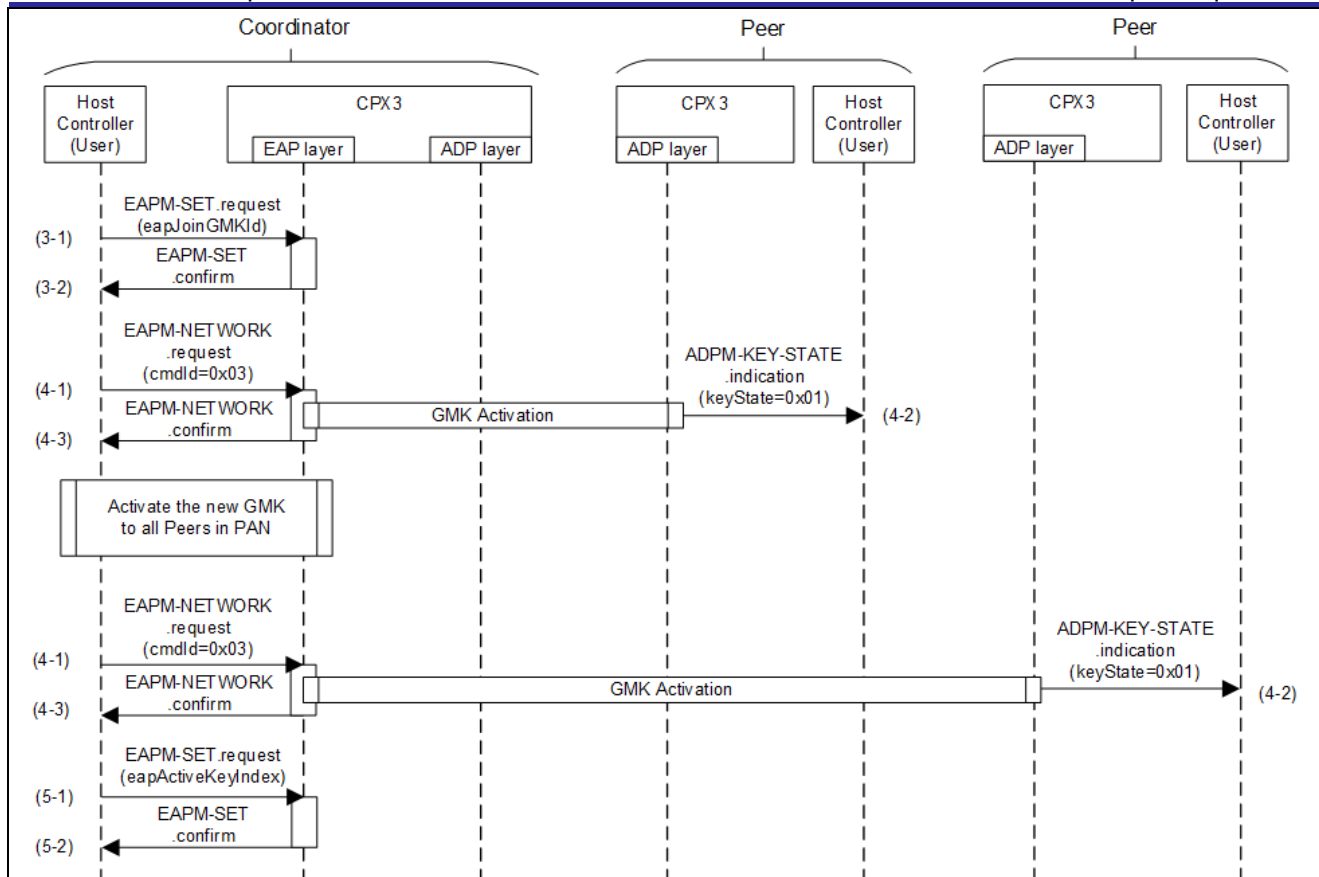 Coordinator
Peer
Peer
Host
Controller
(User)
CPX3
EAP layer
ADP layer
CPX3
ADP layer
Host
Controller
(User)
CPX3
ADP layer
Host
Controller
(User)
EAPM-SET.request
(eapJoinGMKId)
(3-1)
EAPM-SET
.confirm
(3-2)
EAPM-NETWORK
.request
(cmdId=0x03)
(4-1)
EAPM-NETWORK
.confirm
(4-3)
GMK Activation
ADPM-KEY-STATE
.indication
(keyState=0x01)
(4-2)
Activate the new GMK
to all Peers in PAN
EAPM-NETWORK
.request
(cmdId=0x03)
(4-1)
EAPM-NETWORK
.confirm
(4-3)
GMK Activation
ADPM-KEY-STATE
.indication
(keyState=0x01)
(4-2)
EAPM-SET.request
(eapActiveKeyIndex)
(5-1)
EAPM-SET
.confirm
(5-2)